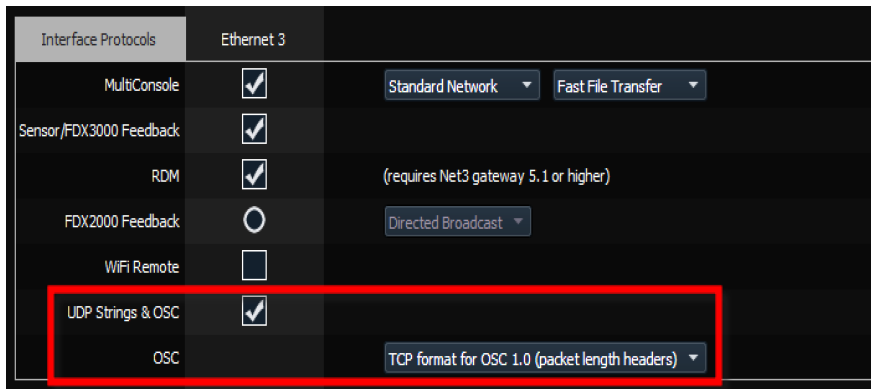 Interface Protocols Ethernet 3
MultiConsole Standard Network Fast File Transfer
Sensor/FDX3000 Feedback
RDM (requires Net3 gateway 5.1 or higher)
FDX2000 Feedback Directed Broadcast
WiFi Remote
UDP Strings & OSC
OSC TCP format for OSC 1.0 (packet length headers)